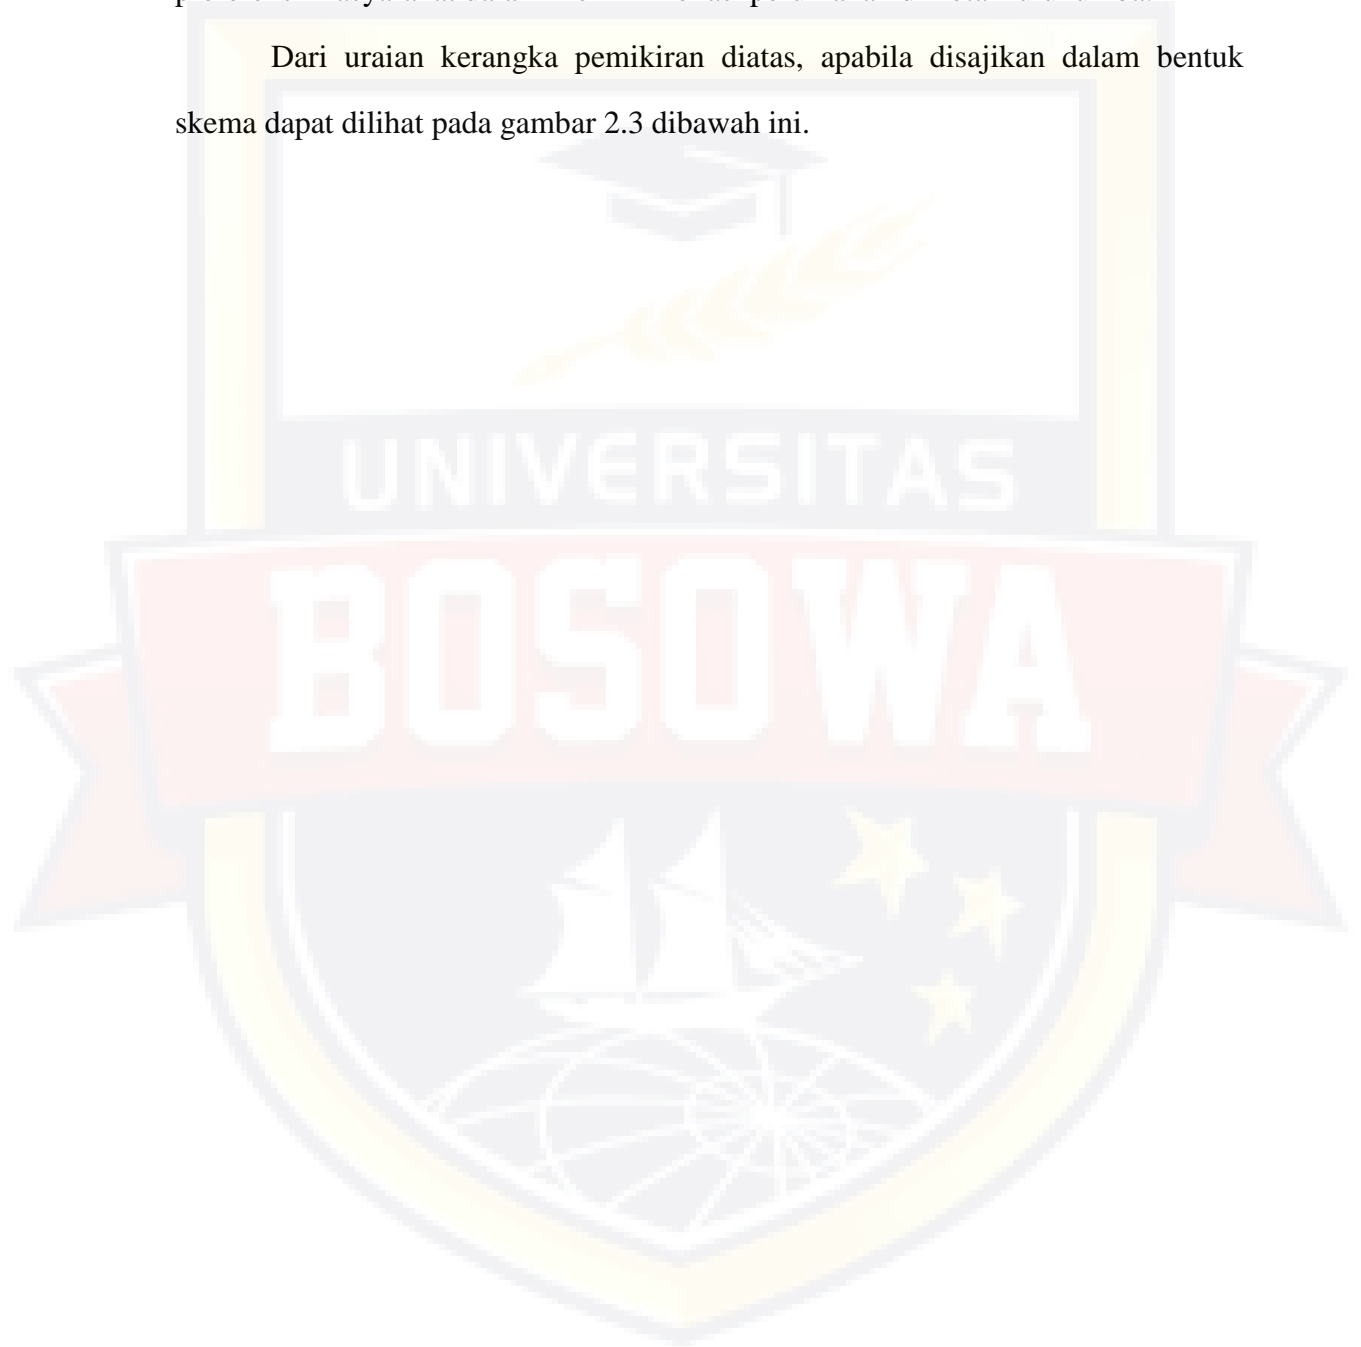 Dari uraian kerangka pemikiran diatas, apabila disajikan dalam bentuk
skema dapat dilihat pada gambar 2.3 dibawah ini.
UNIVERSITAS
BOSOWA